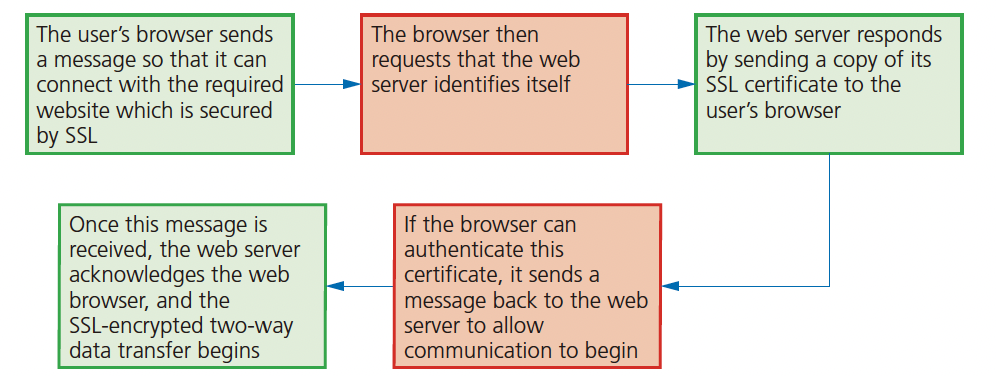 The user’s browser sends
a message so that it can
connect with the required
website which is secured
by SSL
The browser then
requests that the web
server identifies itself
The web server responds
by sending a copy of its
SSL certificate to the
user’s browser
If the browser can
authenticate this
certificate, it sends a
message back to the web
server to allow
communication to begin
Once this message is
received, the web server
acknowledges the web
browser, and the
SSL-encrypted two-way
data transfer begins